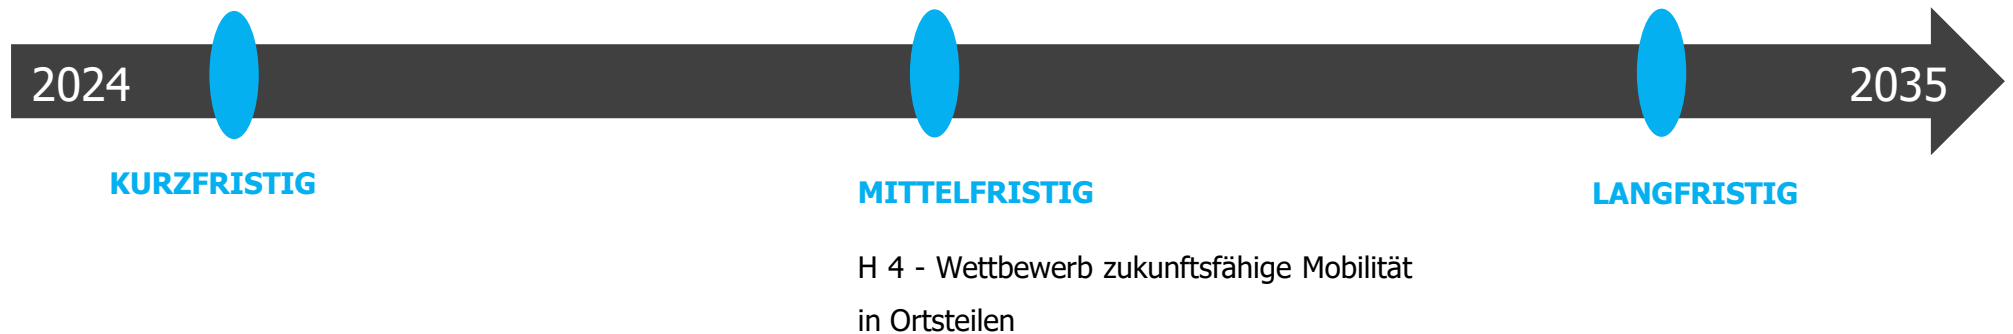 2024
2035
KURZFRISTIG
MITTELFRISTIG
LANGFRISTIG
H 4 - Wettbewerb zukunftsfähige Mobilität
in Ortsteilen